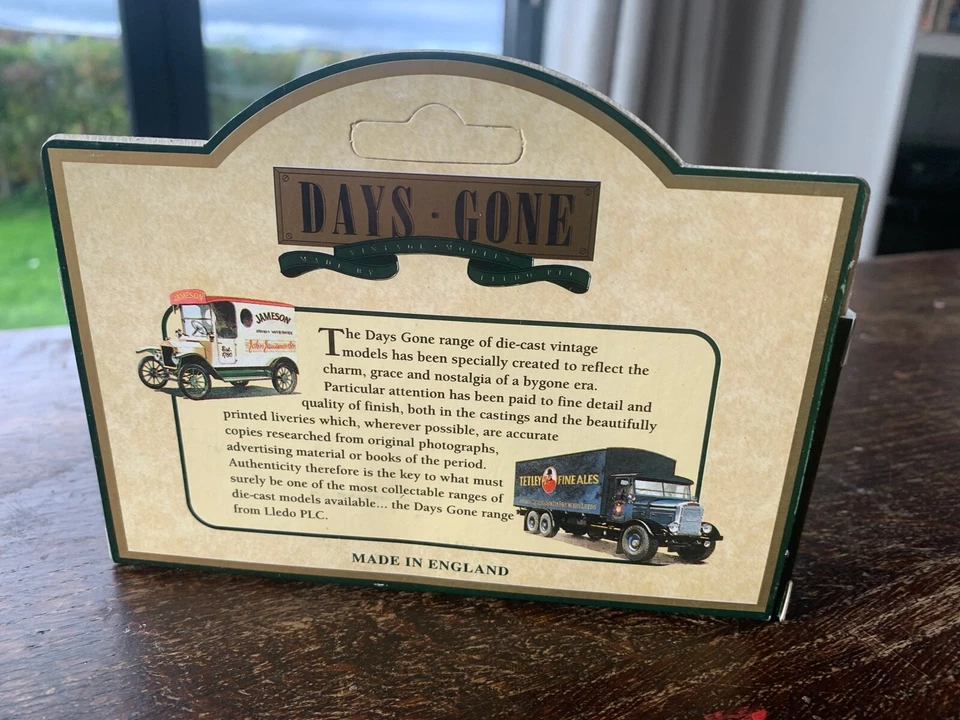 DAYS · GONE
VINTAGE · MODELS
MADE BY LLEDO PLC
JAMESON
The Days Gone range of die-cast vintage
models has been specially created to reflect the
charm, grace and nostalgia of a bygone era.
Particular attention has been paid to fine detail and
quality of finish, both in the castings and the beautifully
printed liveries which, wherever possible, are accurate
copies researched from original photographs,
advertising material or books of the period.
Authenticity therefore is the key to what must
surely be one of the most collectable ranges of
die-cast models available... the Days Gone range
from Lledo PLC.
TETLEY FINE ALES
MADE IN ENGLAND